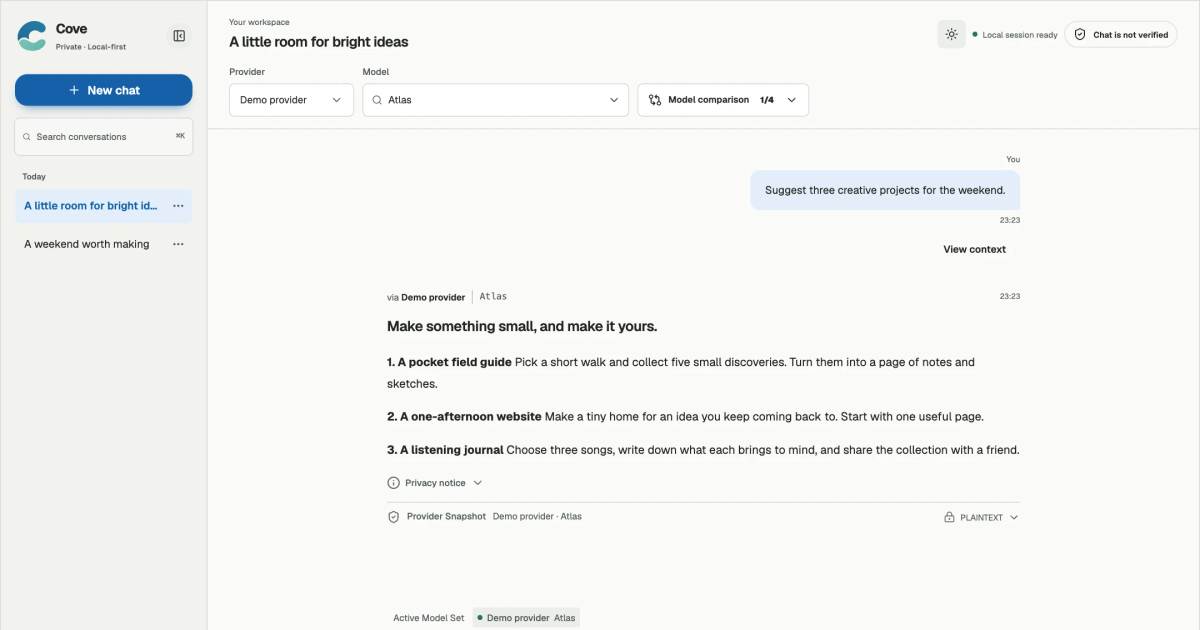 Cove
Private · Local-first
+ New chat
Search conversations ⌘K
Today
A little room for bright id...
A weekend worth making
Your workspace
A little room for bright ideas
Local session ready
Chat is not verified
Provider
Model
Demo provider
Atlas
Model comparison 1/4
You
Suggest three creative projects for the weekend.
23:23
View context
via Demo provider | Atlas
23:23
Make something small, and make it yours.
1. A pocket field guide Pick a short walk and collect five small discoveries. Turn them into a page of notes and
sketches.
2. A one-afternoon website Make a tiny home for an idea you keep coming back to. Start with one useful page.
3. A listening journal Choose three songs, write down what each brings to mind, and share the collection with a friend.
Privacy notice
Provider Snapshot Demo provider · Atlas
PLAINTEXT
Active Model Set Demo provider Atlas